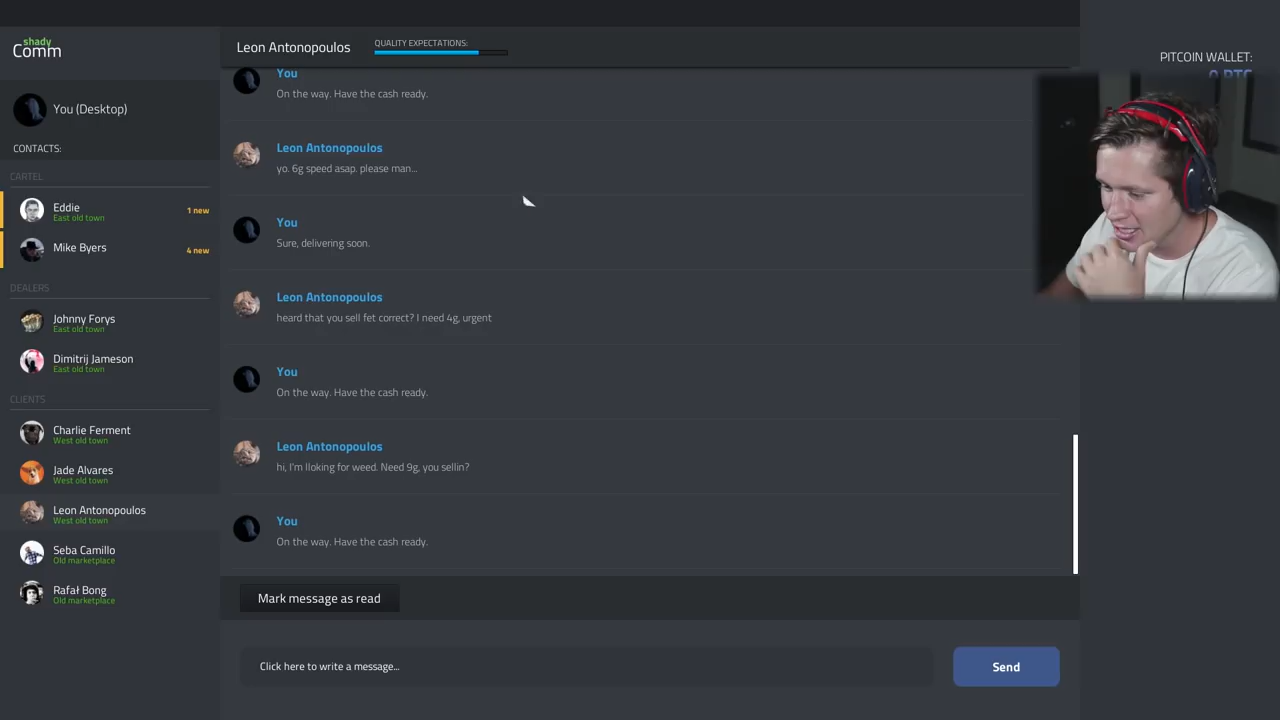 shady
Comm
You (Desktop)
CONTACTS:
CARTEL
Eddie
East old town
1 new
Mike Byers
4 new
DEALERS
Johnny Forys
East old town
Dimitrij Jameson
East old town
CLIENTS
Charlie Ferment
West old town
Jade Alvares
West old town
Leon Antonopoulos
West old town
Seba Camillo
Old marketplace
Rafał Bong
Old marketplace
Leon Antonopoulos
QUALITY EXPECTATIONS:
You
On the way. Have the cash ready.
Leon Antonopoulos
yo. 6g speed asap. please man...
You
Sure, delivering soon.
Leon Antonopoulos
heard that you sell fet correct? I need 4g, urgent
You
On the way. Have the cash ready.
Leon Antonopoulos
hi, I'm lloking for weed. Need 9g, you sellin?
You
On the way. Have the cash ready.
Mark message as read
Click here to write a message...
Send
PITCOIN WALLET: